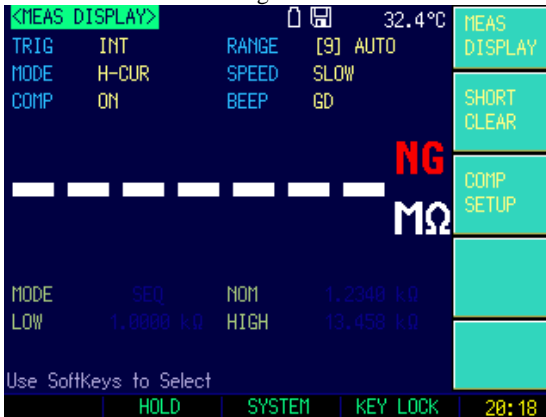 <MEAS DISPLAY> 32.4°C
TRIG INT RANGE [9] AUTO
MODE H-CUR SPEED SLOW
COMP ON BEEP GD
NG
MΩ
MODE SEQ NOM 1.2340 kΩ
LOW 1.0000 kΩ HIGH 13.458 kΩ
Use SoftKeys to Select
HOLD SYSTEM KEY LOCK 20:18
MEAS
DISPLAY
SHORT
CLEAR
COMP
SETUP